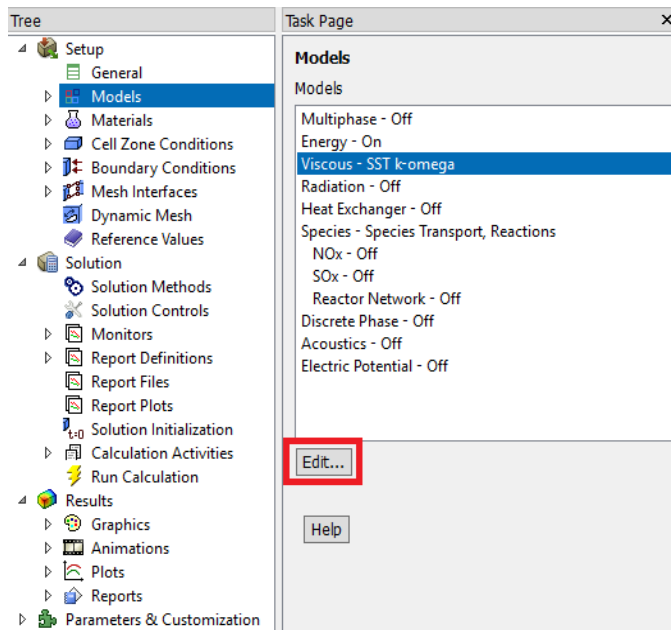 Tree
Setup
General
Models
Materials
Cell Zone Conditions
Boundary Conditions
Mesh Interfaces
Dynamic Mesh
Reference Values
Solution
Solution Methods
Solution Controls
Monitors
Report Definitions
Report Files
Report Plots
t=0 Solution Initialization
Calculation Activities
Run Calculation
Results
Graphics
Animations
Plots
Reports
Parameters & Customization
Task Page
Models
Models
Multiphase - Off
Energy - On
Viscous - SST k-omega
Radiation - Off
Heat Exchanger - Off
Species - Species Transport, Reactions
NOx - Off
SOx - Off
Reactor Network - Off
Discrete Phase - Off
Acoustics - Off
Electric Potential - Off
Edit...
Help